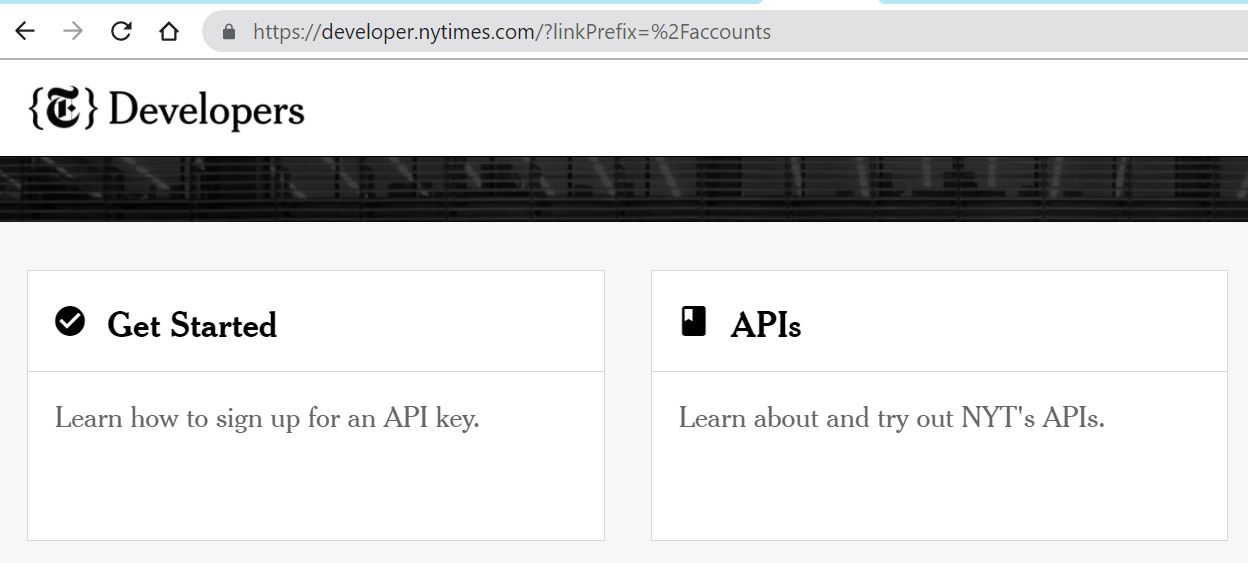 https://developer.nytimes.com/?linkPrefix=%2Faccounts
{T} Developers
Get Started
APIs
Learn how to sign up for an API key.
Learn about and try out NYT's APIs.